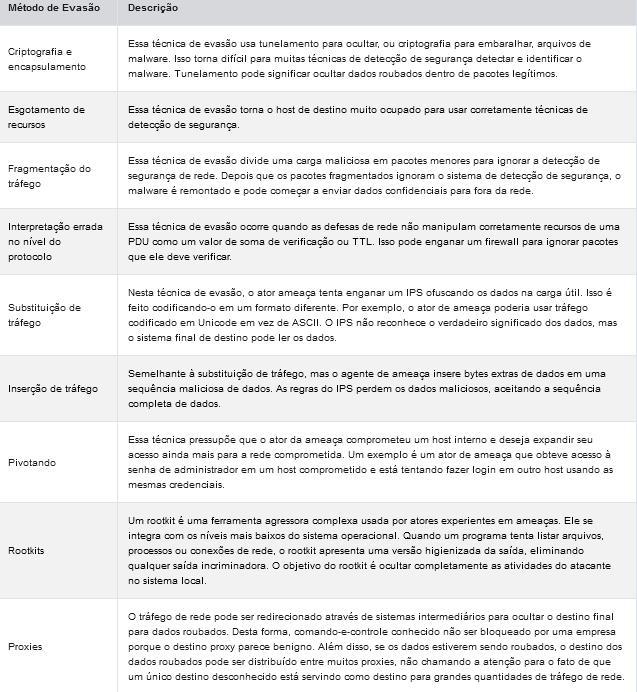 Método de Evasão
Descrição
Criptografia e
encapsulamento
Essa técnica de evasão usa tunelamento para ocultar, ou criptografia para embaralhar, arquivos de
malware. Isso torna difícil para muitas técnicas de detecção de segurança detectar e identificar o
malware. Tunelamento pode significar ocultar dados roubados dentro de pacotes legítimos.
Esgotamento de
recursos
Essa técnica de evasão torna o host de destino muito ocupado para usar corretamente técnicas de
detecção de segurança.
Fragmentação do
tráfego
Essa técnica de evasão divide uma carga maliciosa em pacotes menores para ignorar a detecção de
segurança de rede. Depois que os pacotes fragmentados ignoram o sistema de detecção de segurança, o
malware é remontado e pode começar a enviar dados confidenciais para fora da rede.
Interpretação errada
no nível do
protocolo
Essa técnica de evasão ocorre quando as defesas de rede não manipulam corretamente recursos de uma
PDU como um valor de soma de verificação ou TTL. Isso pode enganar um firewall para ignorar pacotes
que ele deve verificar.
Substituição de
tráfego
Nesta técnica de evasão, o ator ameaça tenta enganar um IPS ofuscando os dados na carga útil. Isso é
feito codificando-o em um formato diferente. Por exemplo, o ator de ameaça poderia usar tráfego
codificado em Unicode em vez de ASCII. O IPS não reconhece o verdadeiro significado dos dados, mas
o sistema final de destino pode ler os dados.
Inserção de tráfego
Semelhante à substituição de tráfego, mas o agente de ameaça insere bytes extras de dados em uma
sequência maliciosa de dados. As regras do IPS perdem os dados maliciosos, aceitando a sequência
completa de dados.
Pivotando
Essa técnica pressupõe que o ator da ameaça comprometeu um host interno e deseja expandir seu
acesso ainda mais para a rede comprometida. Um exemplo é um ator de ameaça que obteve acesso à
senha de administrador em um host comprometido e está tentando fazer login em outro host usando as
mesmas credenciais.
Rootkits
Um rootkit é uma ferramenta agressora complexa usada por atores experientes em ameaças. Ele se
integra com os níveis mais baixos do sistema operacional. Quando um programa tenta listar arquivos,
processos ou conexões de rede, o rootkit apresenta uma versão higienizada da saída, eliminando
qualquer saída incriminadora. O objetivo do rootkit é ocultar completamente as atividades do atacante
no sistema local.
Proxies
O tráfego de rede pode ser redirecionado através de sistemas intermediários para ocultar o destino final
para dados roubados. Desta forma, comando-e-controle conhecido não ser bloqueado por uma empresa
porque o destino proxy parece benigno. Além disso, se os dados estiverem sendo roubados, o destino dos
dados roubados pode ser distribuído entre muitos proxies, não chamando a atenção para o fato de que
um único destino desconhecido está servindo como destino para grandes quantidades de tráfego de rede.